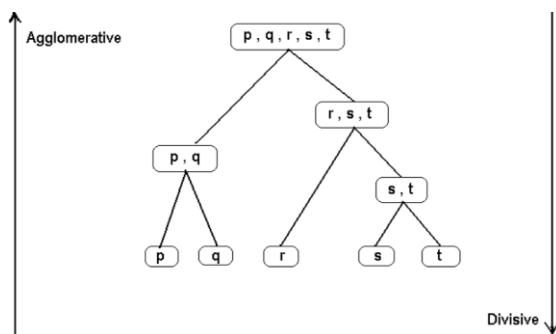 Agglomerative
p , q , r , s , t
r , s , t
p , q
s , t
p
q
r
s
t
Divisive